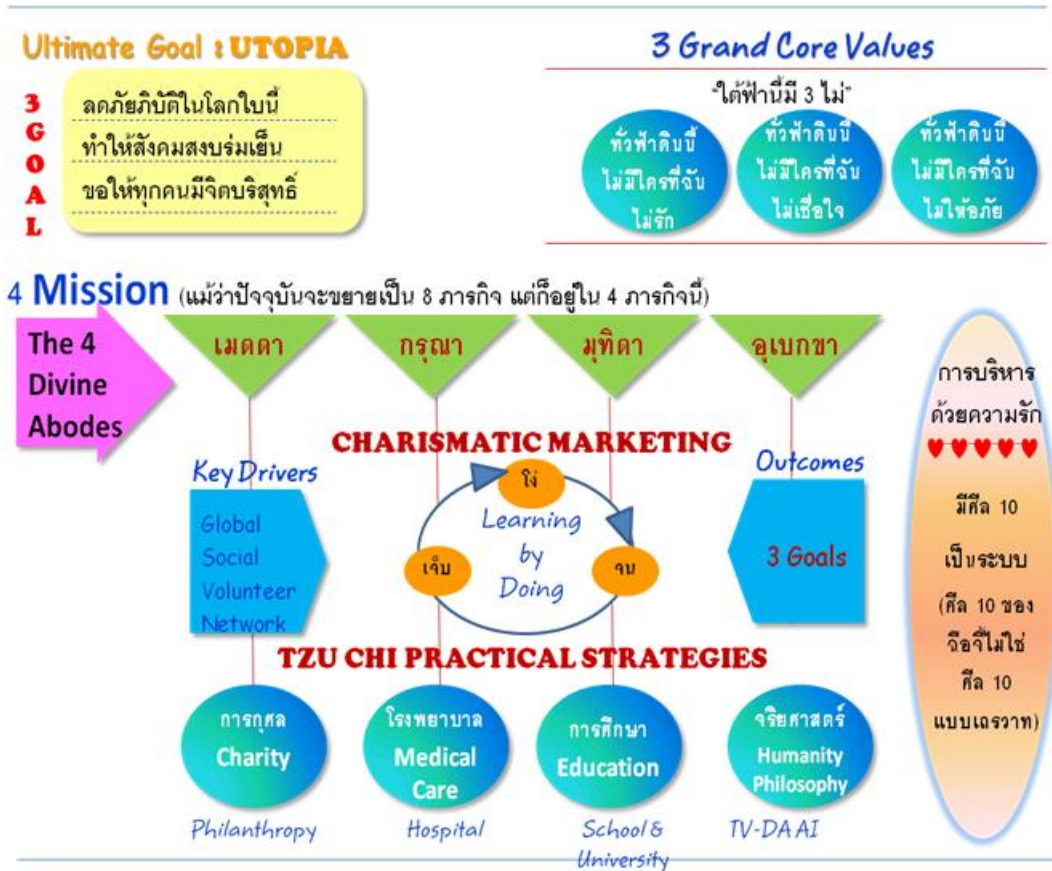 Ultimate Goal : UTOPIA
3 GOAL
ลดภัยภิบัติในโลกใบนี้
ทำให้สังคมสงบร่มเย็น
ขอให้ทุกคนมีจิตบริสุทธิ์
3 Grand Core Values
"ใต้ฟ้านี้มี 3 ไม่"
ทั่วฟ้าดินนี้
ไม่มีใครที่ฉัน
ไม่รัก
ทั่วฟ้าดินนี้
ไม่มีใครที่ฉัน
ไม่เชื่อใจ
ทั่วฟ้าดินนี้
ไม่มีใครที่ฉัน
ไม่ให้อภัย
4 Mission (แม้ว่าปัจจุบันจะขยายเป็น 8 ภารกิจ แต่ก็อยู่ใน 4 ภารกิจนี้)
The 4
Divine
Abodes
เมตตา
กรุณา
มุทิตา
อุเบกขา
CHARISMATIC MARKETING
Key Drivers
Global
Social
Volunteer
Network
โง่
Learning
by
Doing
เจ็บ
จน
Outcomes
3 Goals
TZU CHI PRACTICAL STRATEGIES
การกุศล
Charity
Philanthropy
โรงพยาบาล
Medical
Care
Hospital
การศึกษา
Education
School &
University
จริยศาสตร์
Humanity
Philosophy
TV-DA AI
การบริหาร
ด้วยความรัก
มีศีล 10
เป็นระบบ
(ศีล 10 ของ
ฉือจี้ไม่ใช่
ศีล 10
แบบเถรวาท)